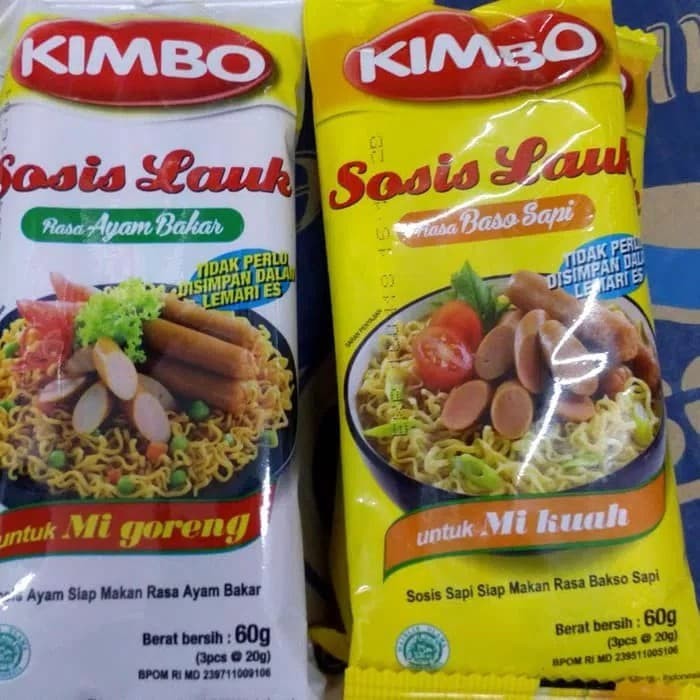 KIMBO
Sosis Lauk
Rasa Ayam Bakar
TIDAK PERLU
DISIMPAN DALAM
LEMARI ES
untuk Mi goreng
Ayam Siap Makan Rasa Ayam Bakar
Berat bersih : 60g
(3pcs @ 20g)
BPOM RI MD 239711009106
KIMBO
Sosis Lauk
Rasa Baso Sapi
TIDAK PERLU
DISIMPAN DALAM
LEMARI ES
SARAN PENYAJIAN
untuk Mi kuah
Sosis Sapi Siap Makan Rasa Bakso Sapi
Berat bersih : 60g
(3pcs @ 20g)
BPOM RI MD 239511005106